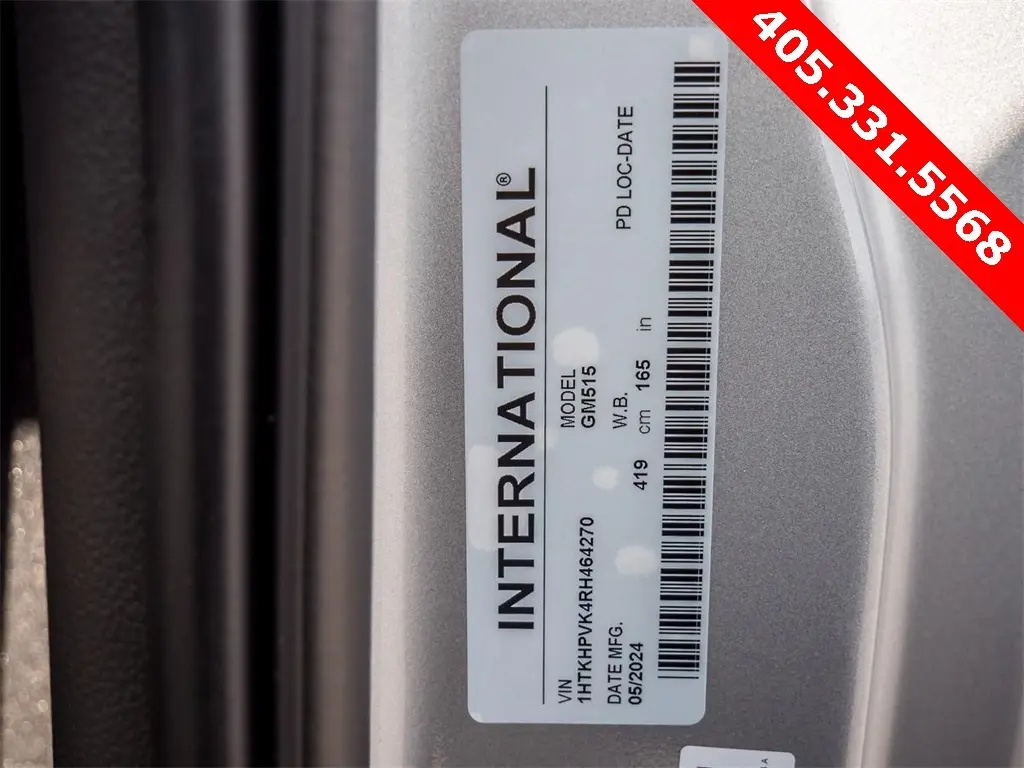 405.331.5568
INTERNATIONAL®
VIN
1HTKHPVK4RH464270
MODEL
GM515
DATE MFG.
05/2024
W.B.
419 cm 165 in
PD LOC-DATE